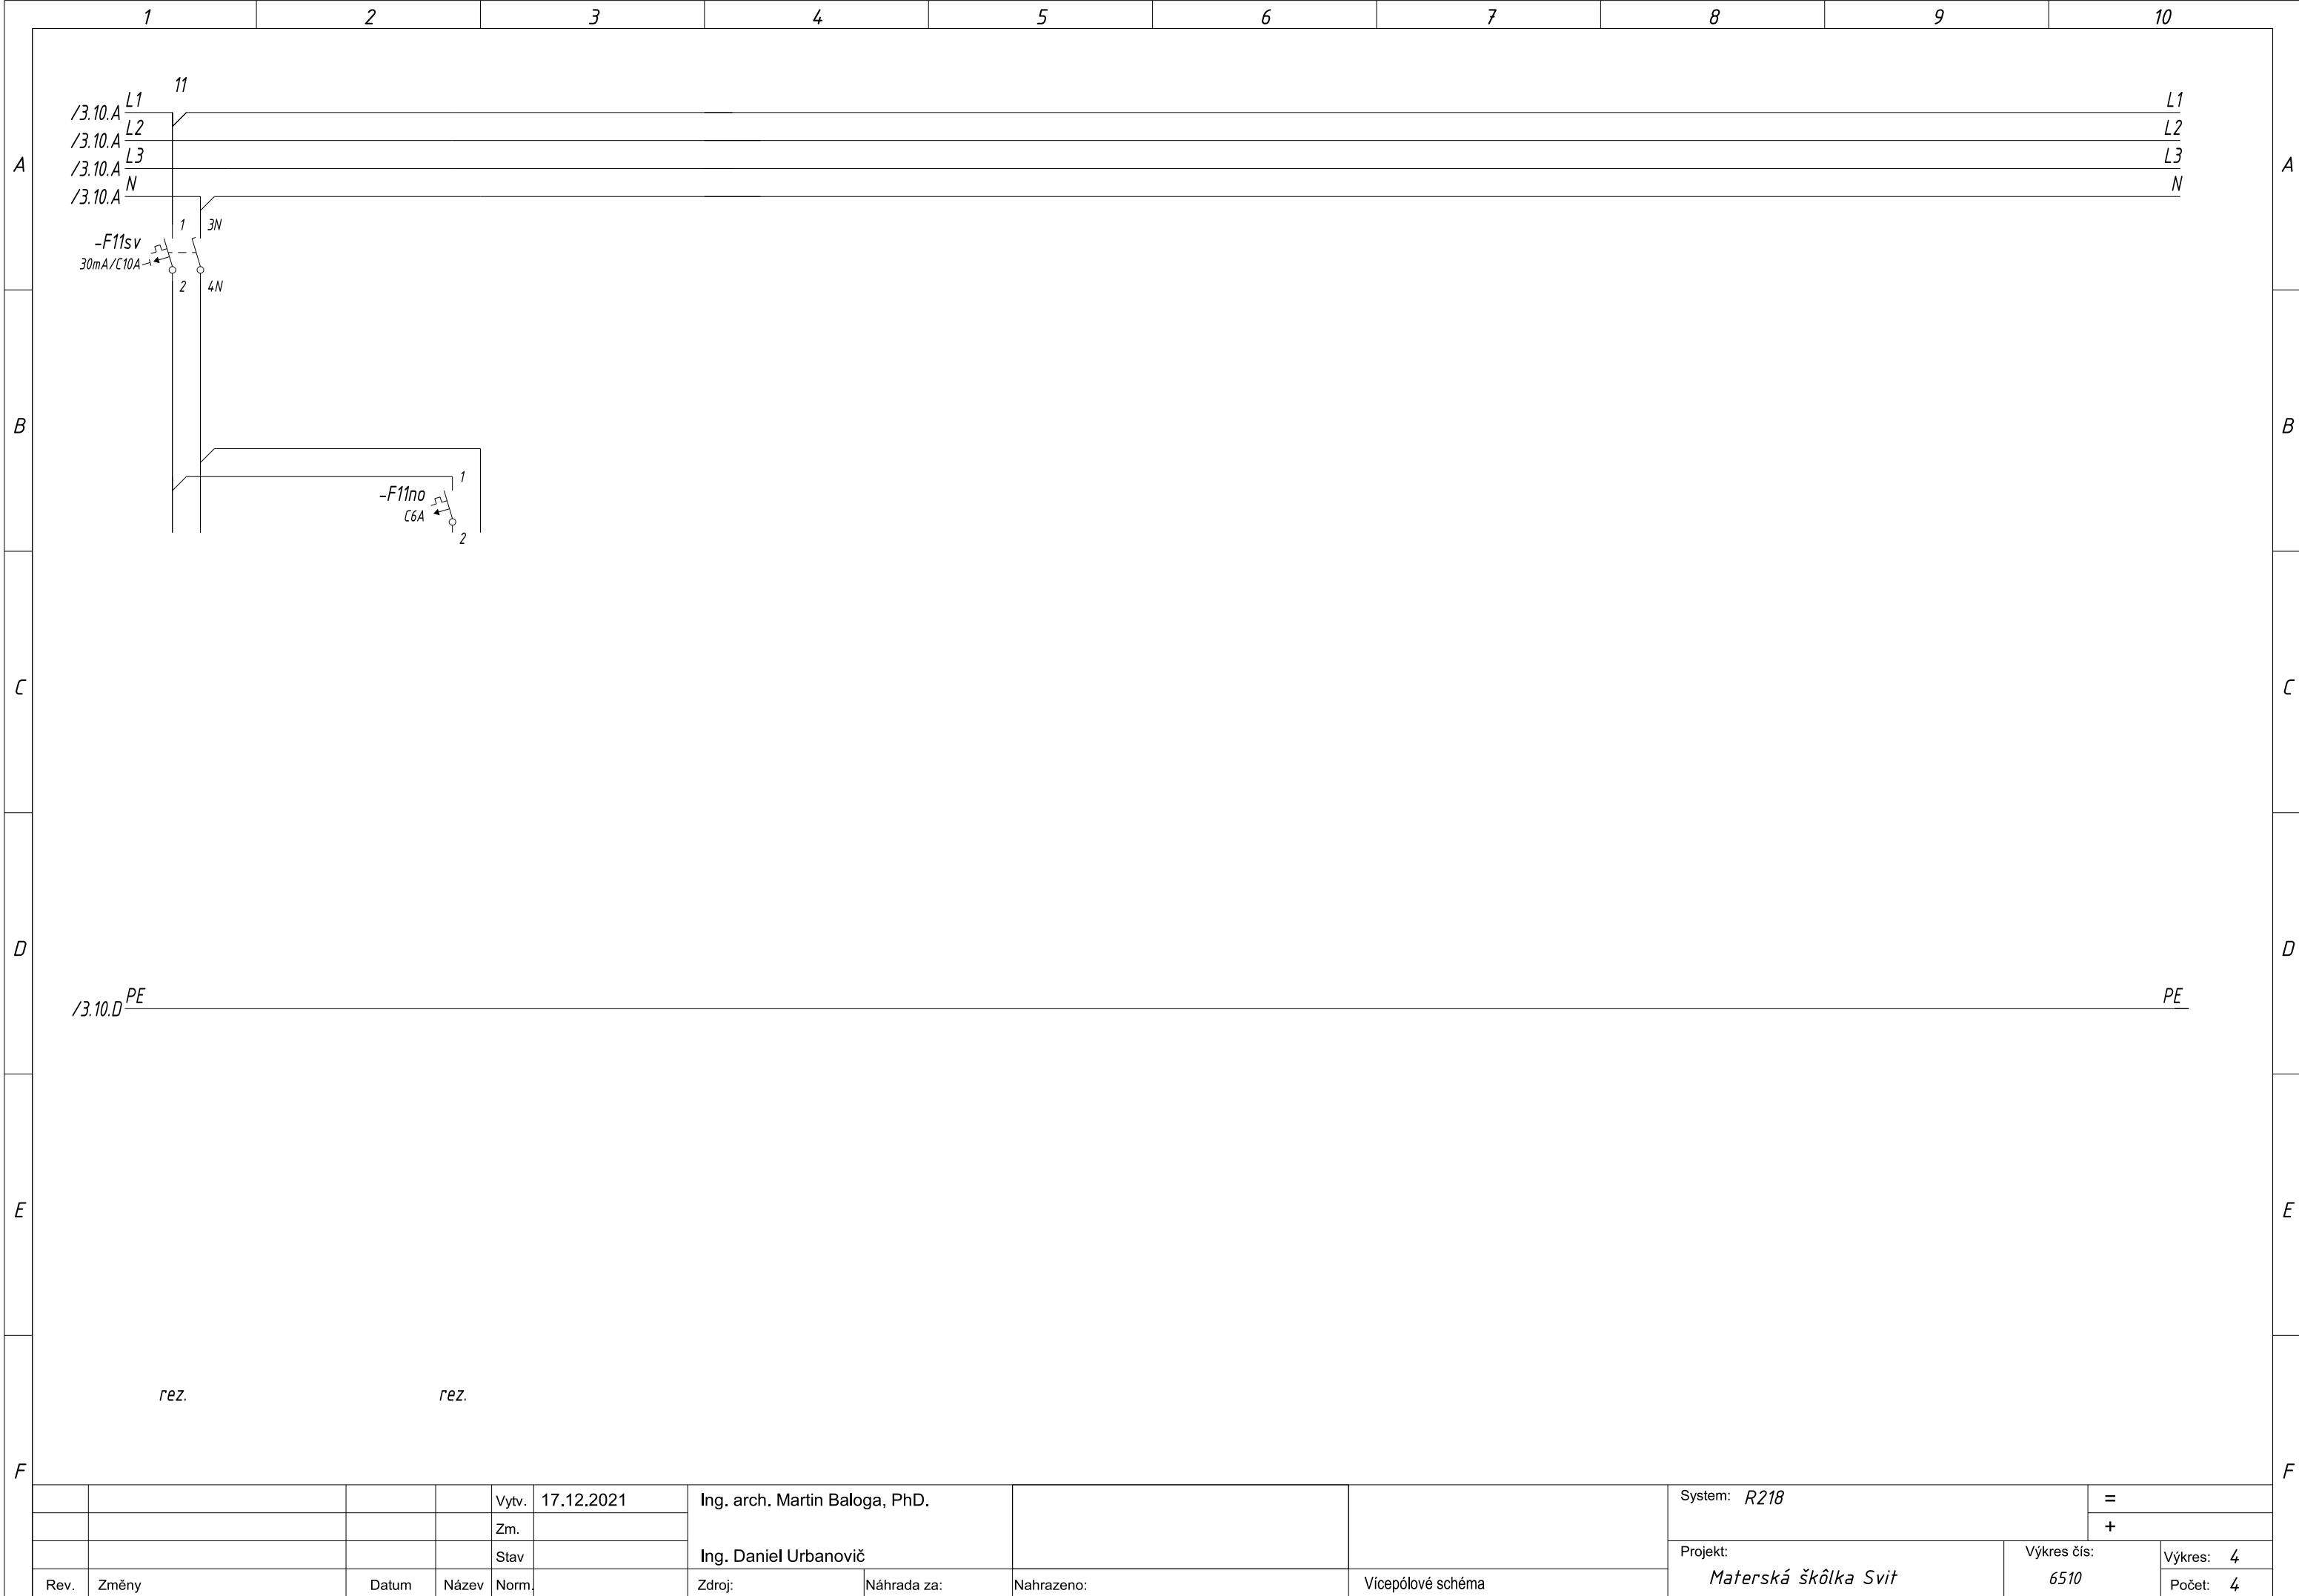 1 2 3 4 5 6 7 8 9 10
11
/3.10.A L1 L1
/3.10.A L2 L2
/3.10.A L3 L3
A A
/3.10.A N N
1 3N
-F11sv
30mA/C10A
2 4N
B B
1
-F11no
C6A
2
C C
D D
/3.10.D PE PE
E E
rez. rez.
F F
Vytv. 17.12.2021 Ing. arch. Martin Baloga, PhD. System: R218 =
Zm. +
Stav Ing. Daniel Urbanovič Projekt: Výkres čís: Výkres: 4
Rev. Změny Datum Název Norm. Zdroj: Náhrada za: Nahrazeno: Vícepólové schéma Materská škôlka Svit 6510 Počet: 4